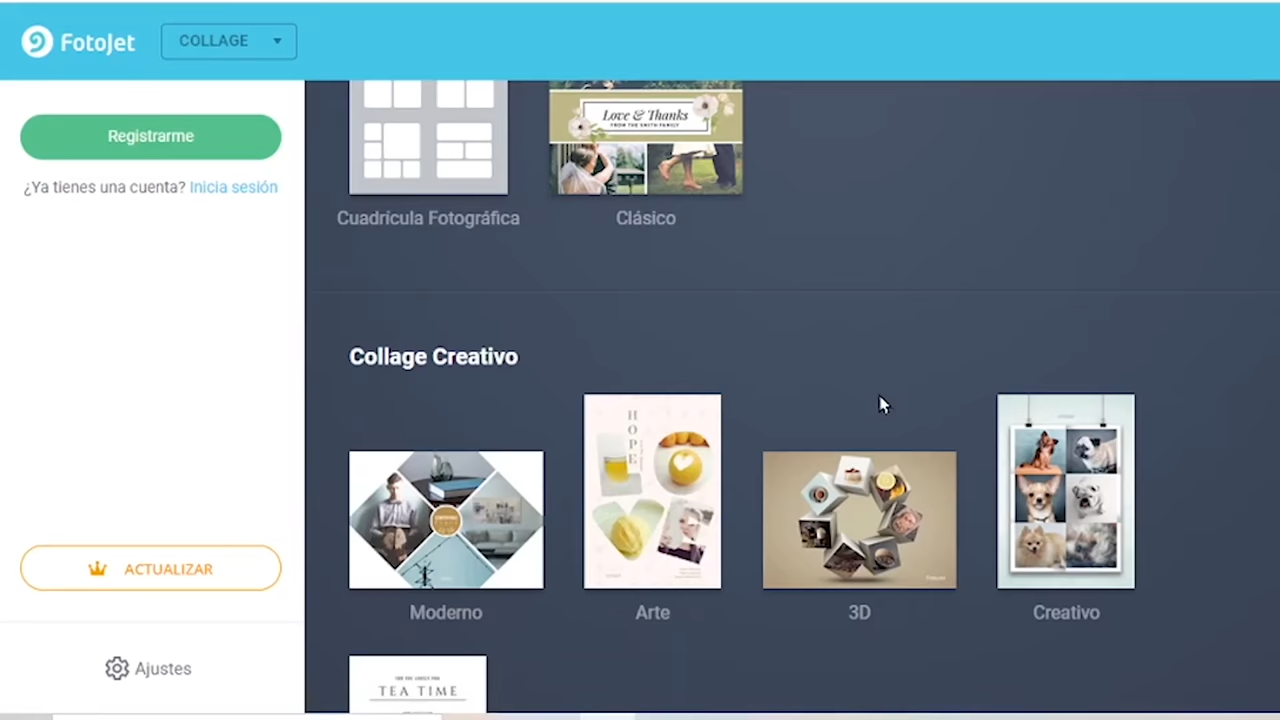 FotoJet
COLLAGE
Registrarme
¿Ya tienes una cuenta? Inicia sesión
ACTUALIZAR
Ajustes
Love & Thanks
FROM THE SMITH FAMILY
Cuadrícula Fotográfica
Clásico
Collage Creativo
HOPE
Moderno
Arte
3D
Creativo
TEA TIME